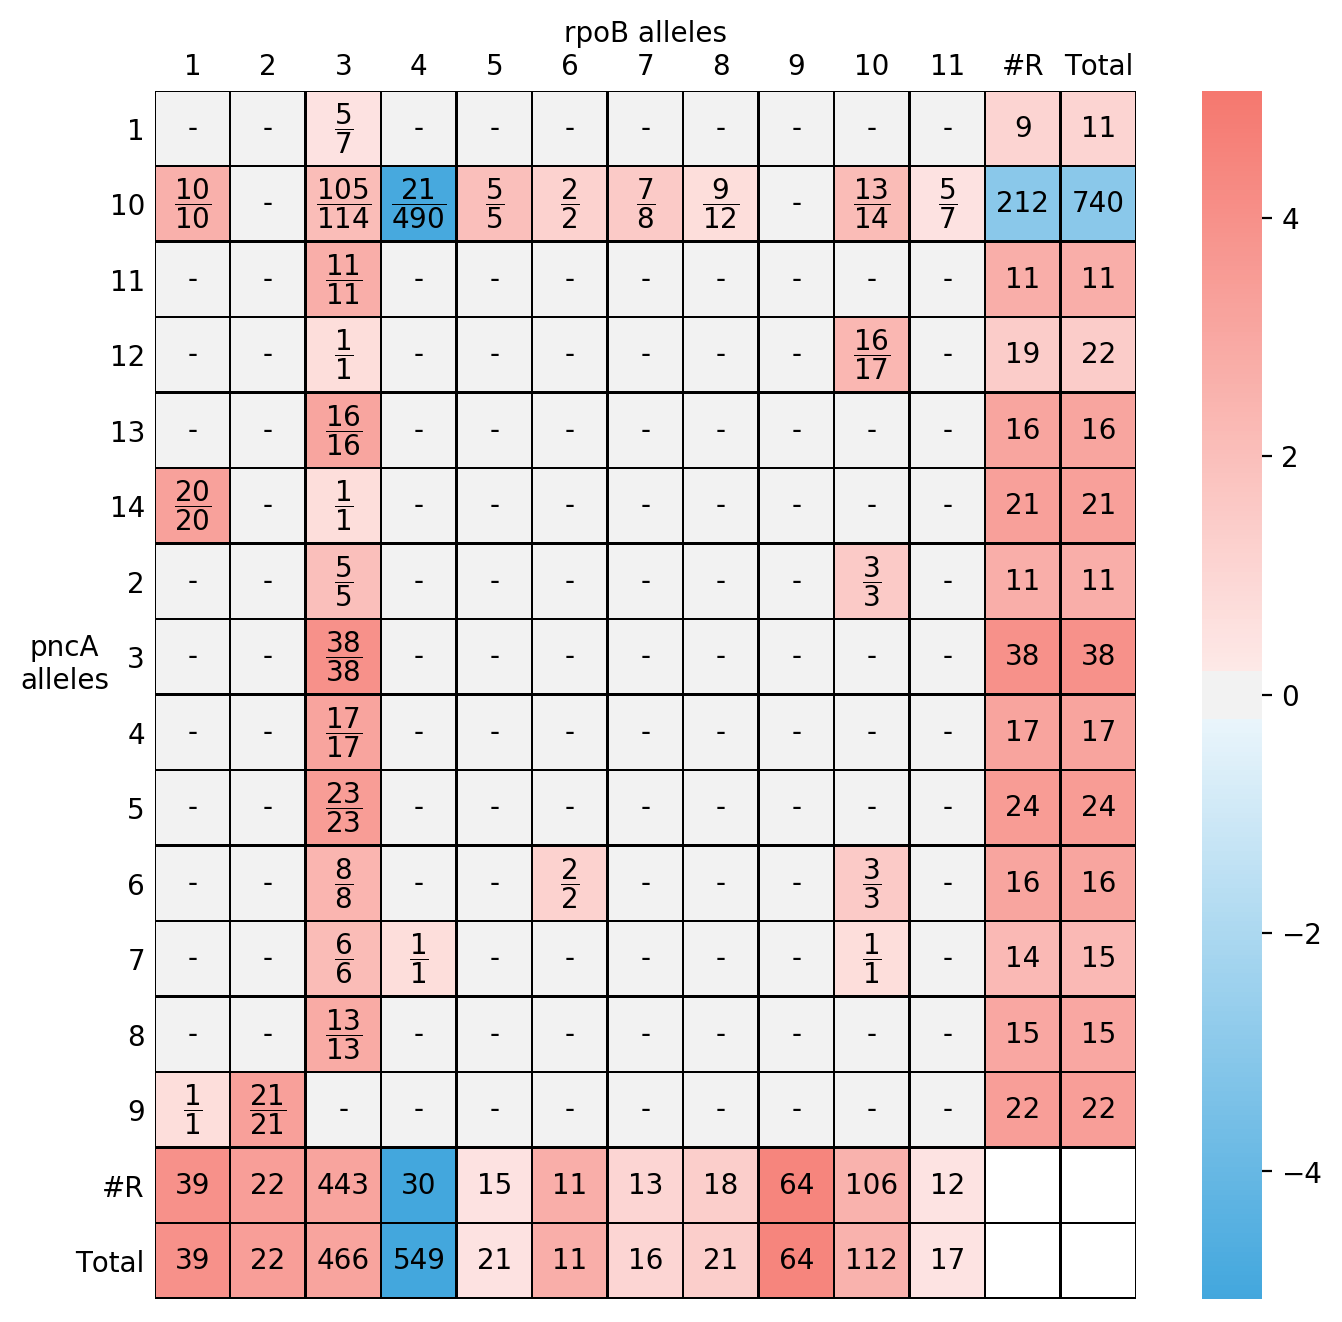 rpoB alleles
1 2 3 4 5 6 7 8 9 10 11 #R Total
1 - - 5/7 - - - - - - - - 9 11
10 10/10 - 105/114 21/490 5/5 2/2 7/8 9/12 - 13/14 5/7 212 740
11 - - 11/11 - - - - - - - - 11 11
12 - - 1/1 - - - - - - 16/17 - 19 22
13 - - 16/16 - - - - - - - - 16 16
14 20/20 - 1/1 - - - - - - - - 21 21
2 - - 5/5 - - - - - - 3/3 - 11 11
pncA
alleles
3 - - 38/38 - - - - - - - - 38 38
4 - - 17/17 - - - - - - - - 17 17
5 - - 23/23 - - - - - - - - 24 24
6 - - 8/8 - - 2/2 - - - 3/3 - 16 16
7 - - 6/6 1/1 - - - - - 1/1 - 14 15
8 - - 13/13 - - - - - - - - 15 15
9 1/1 21/21 - - - - - - - - - 22 22
#R 39 22 443 30 15 11 13 18 64 106 12
Total 39 22 466 549 21 11 16 21 64 112 17
4
2
0
−2
−4